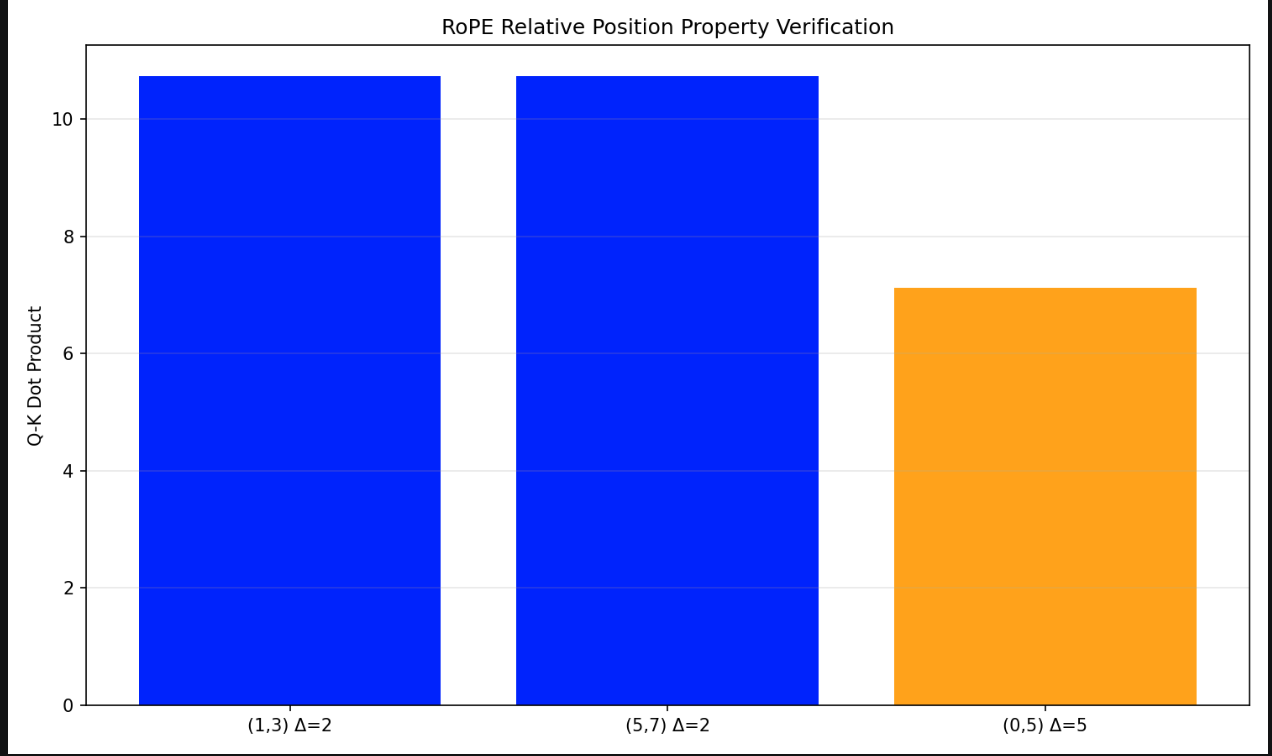 RoPE Relative Position Property Verification
Q-K Dot Product
10
8
6
4
2
0
(1,3) Δ=2
(5,7) Δ=2
(0,5) Δ=5